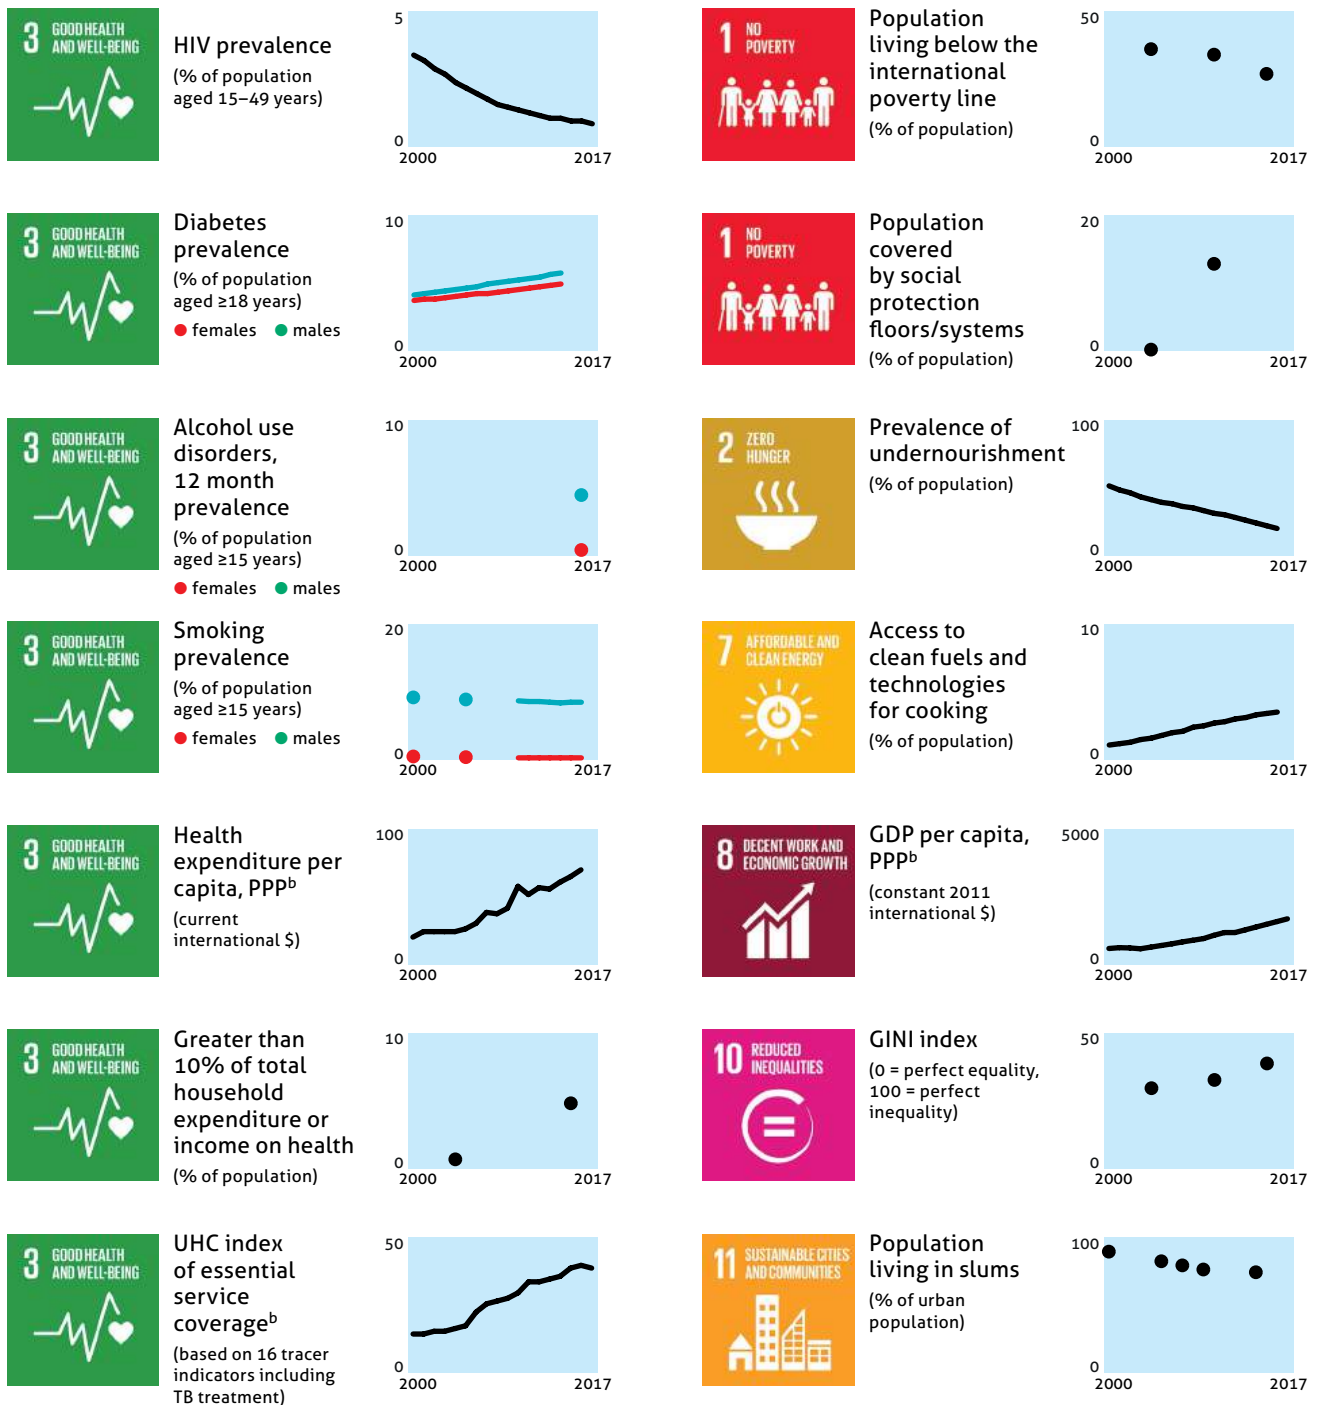 3 GOOD HEALTH
AND WELL-BEING
HIV prevalence
(% of population
aged 15–49 years)
5
0
2000 2017
3 GOOD HEALTH
AND WELL-BEING
Diabetes
prevalence
(% of population
aged ≥18 years)
females males
10
0
2000 2017
3 GOOD HEALTH
AND WELL-BEING
Alcohol use
disorders,
12 month
prevalence
(% of population
aged ≥15 years)
females males
10
0
2000 2017
3 GOOD HEALTH
AND WELL-BEING
Smoking
prevalence
(% of population
aged ≥15 years)
females males
20
0
2000 2017
3 GOOD HEALTH
AND WELL-BEING
Health
expenditure per
capita, PPPᵇ
(current
international $)
100
0
2000 2017
3 GOOD HEALTH
AND WELL-BEING
Greater than
10% of total
household
expenditure or
income on health
(% of population)
10
0
2000 2017
3 GOOD HEALTH
AND WELL-BEING
UHC index
of essential
service
coverageᵇ
(based on 16 tracer
indicators including
TB treatment)
50
0
2000 2017
1 NO
POVERTY
Population
living below the
international
poverty line
(% of population)
50
0
2000 2017
1 NO
POVERTY
Population
covered
by social
protection
floors/systems
(% of population)
20
0
2000 2017
2 ZERO
HUNGER
Prevalence of
undernourishment
(% of population)
100
0
2000 2017
7 AFFORDABLE AND
CLEAN ENERGY
Access to
clean fuels and
technologies
for cooking
(% of population)
10
0
2000 2017
8 DECENT WORK AND
ECONOMIC GROWTH
GDP per capita,
PPPᵇ
(constant 2011
international $)
5000
0
2000 2017
10 REDUCED
INEQUALITIES
GINI index
(0 = perfect equality,
100 = perfect
inequality)
50
0
2000 2017
11 SUSTAINABLE CITIES
AND COMMUNITIES
Population
living in slums
(% of urban
population)
100
0
2000 2017